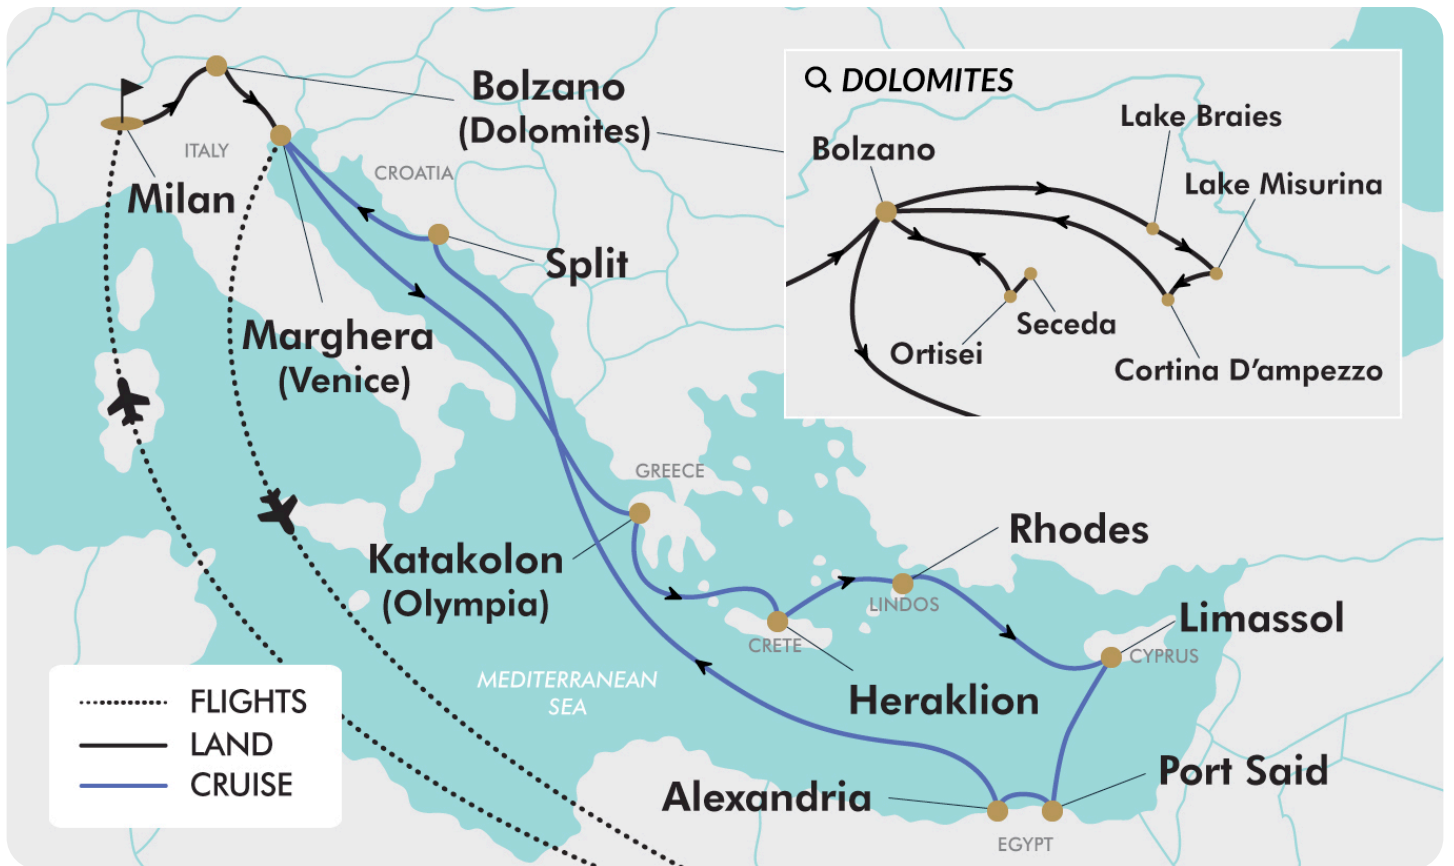 Bolzano
(Dolomites)
ITALY
CROATIA
Milan
Split
Marghera
(Venice)
DOLOMITES
Lake Braies
Bolzano
Lake Misurina
Seceda
Ortisei
Cortina D'ampezzo
GREECE
Katakolon
(Olympia)
Rhodes
LINDOS
Limassol
CRETE
CYPRUS
MEDITERRANEAN
SEA
Heraklion
FLIGHTS
LAND
CRUISE
Alexandria
Port Said
EGYPT